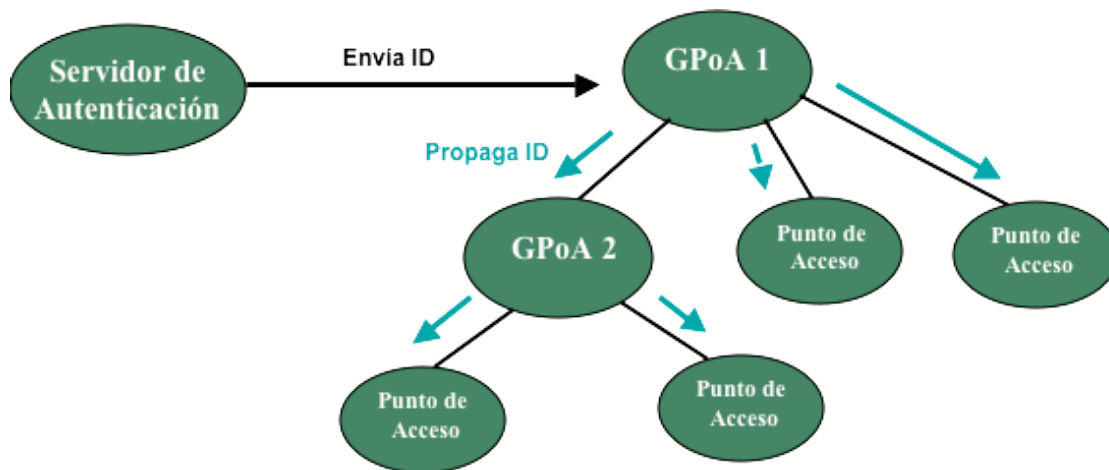 Servidor de
Autenticación
Envía ID
GPoA 1
Propaga ID
GPoA 2
Punto de
Acceso
Punto de
Acceso
Punto de
Acceso
Punto de
Acceso